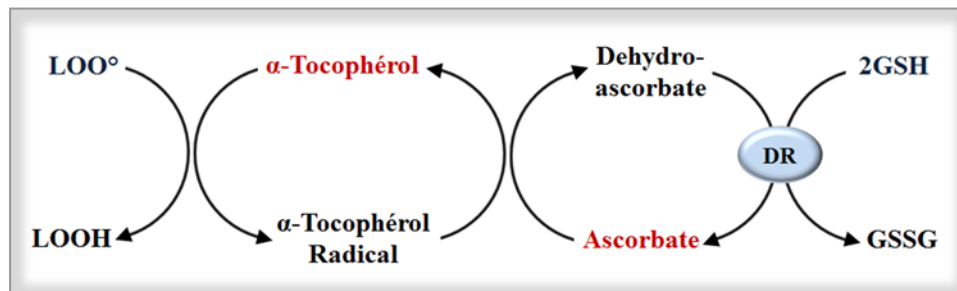 LOO°
α-Tocophérol
Dehydro-
ascorbate
2GSH
DR
LOOH
α-Tocophérol
Radical
Ascorbate
GSSG